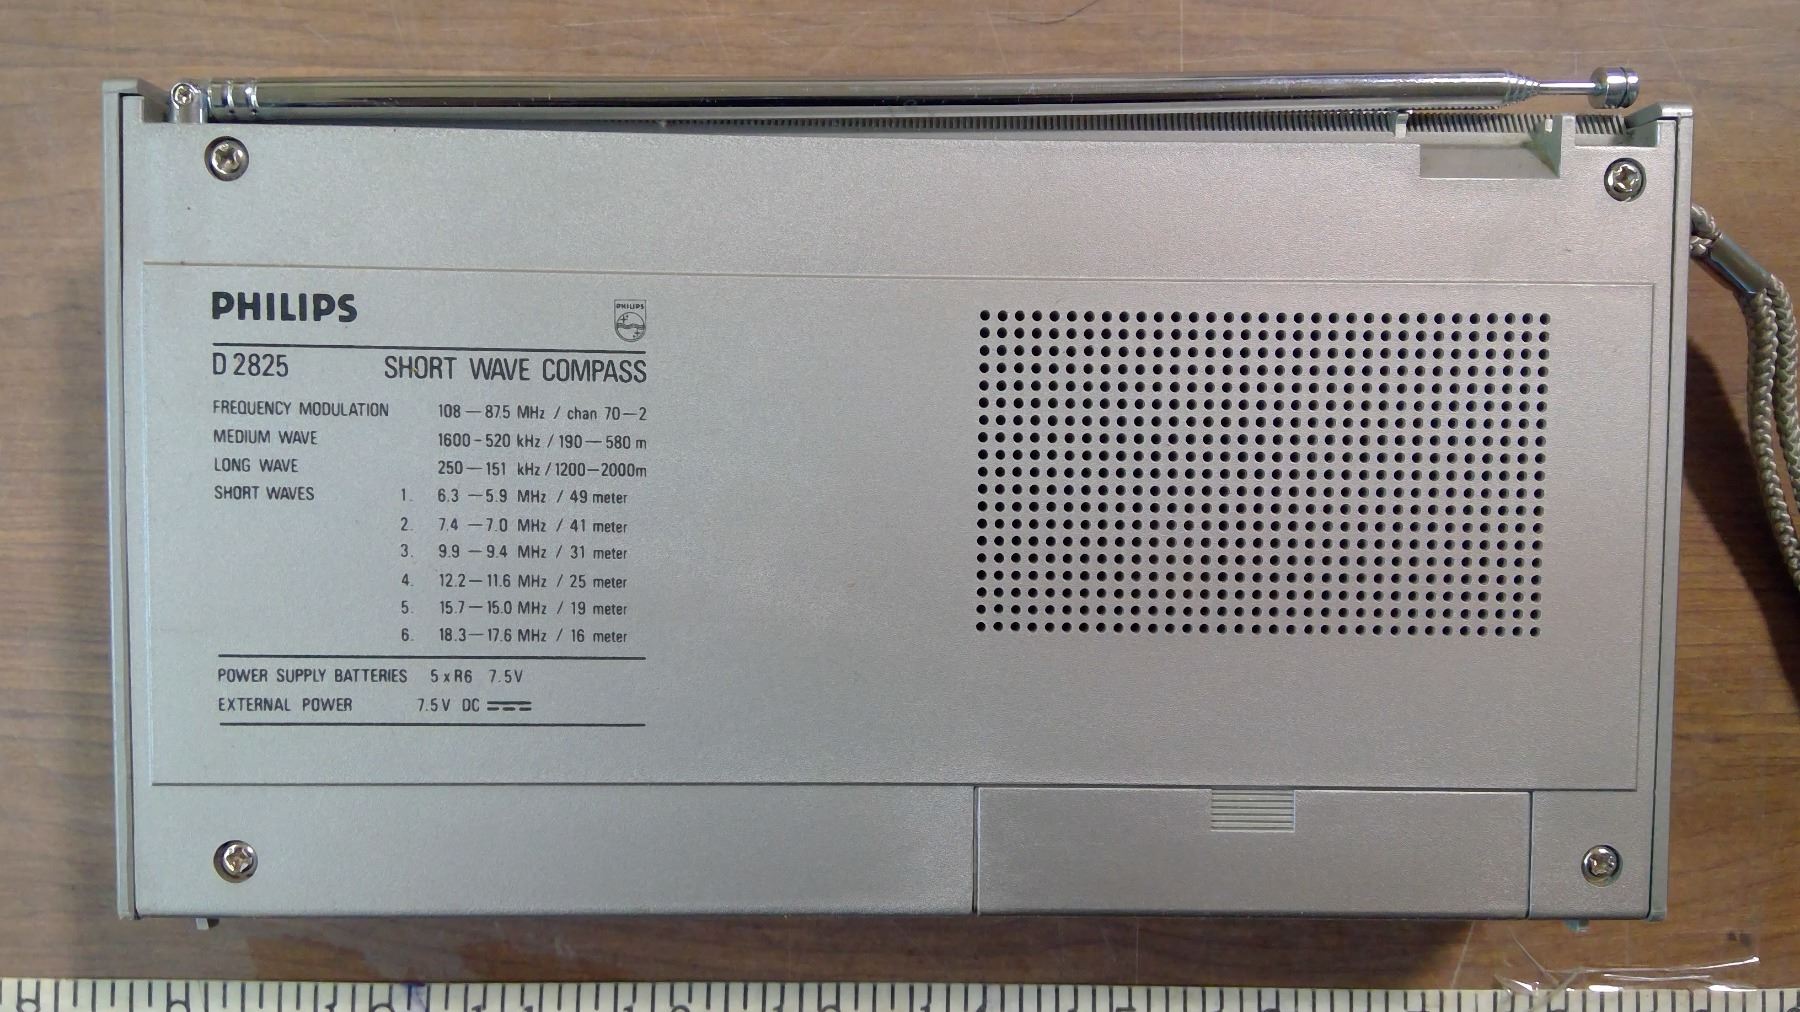 PHILIPS
PHILIPS
D 2825 SHORT WAVE COMPASS
FREQUENCY MODULATION 108 — 87.5 MHz / chan 70—2
MEDIUM WAVE 1600 - 520 kHz / 190 — 580 m
LONG WAVE 250 — 151 kHz / 1200—2000m
SHORT WAVES 1. 6.3 — 5.9 MHz / 49 meter
2. 7.4 — 7.0 MHz / 41 meter
3. 9.9 — 9.4 MHz / 31 meter
4. 12.2 — 11.6 MHz / 25 meter
5. 15.7 — 15.0 MHz / 19 meter
6. 18.3 — 17.6 MHz / 16 meter
POWER SUPPLY BATTERIES 5 x R6 7.5V
EXTERNAL POWER 7.5V DC